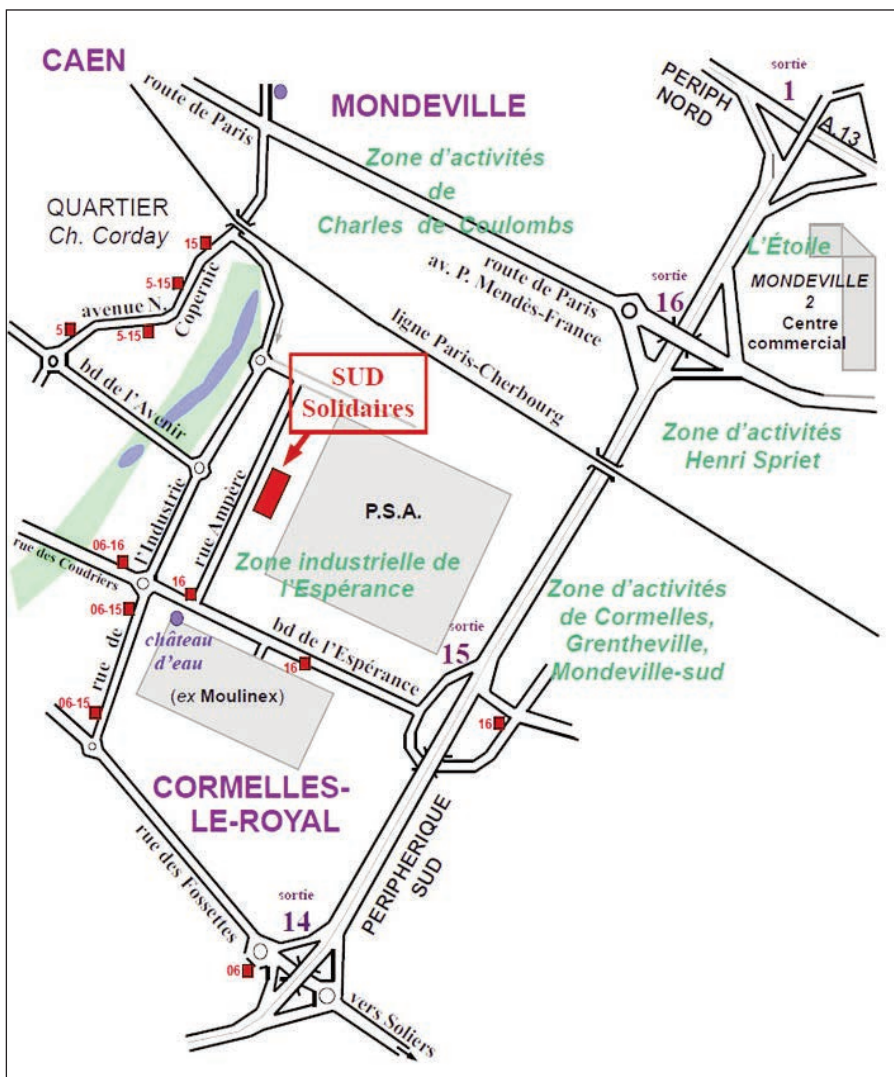 CAEN
route de Paris
MONDEVILLE
Zone d'activités
de
Charles de Coulombs
PERIPH
NORD
sortie
1
A.13
QUARTIER
Ch. Corday
15
5-15
avenue N.
Copernic
5
5-15
route de Paris
av. P. Mendès-France
sortie
16
L'Étoile
MONDEVILLE
2
Centre
commercial
ligne Paris-Cherbourg
bd de l'Avenir
SUD
Solidaires
Zone d'activités
Henri Spriet
P.S.A.
rue Ampère
Zone industrielle de
l'Espérance
rue de
l'Industrie
06-16
rue des Coudriers
06-15
16
château
d'eau
bd de l'Espérance
16
(ex Moulinex)
sortie
15
Zone d'activités
de Cormelles,
Grentheville,
Mondeville-sud
16
06-15
CORMELLES-
LE-ROYAL
rue des Fossettes
PERIPHERIQUE
SUD
sortie
14
06
vers Soliers